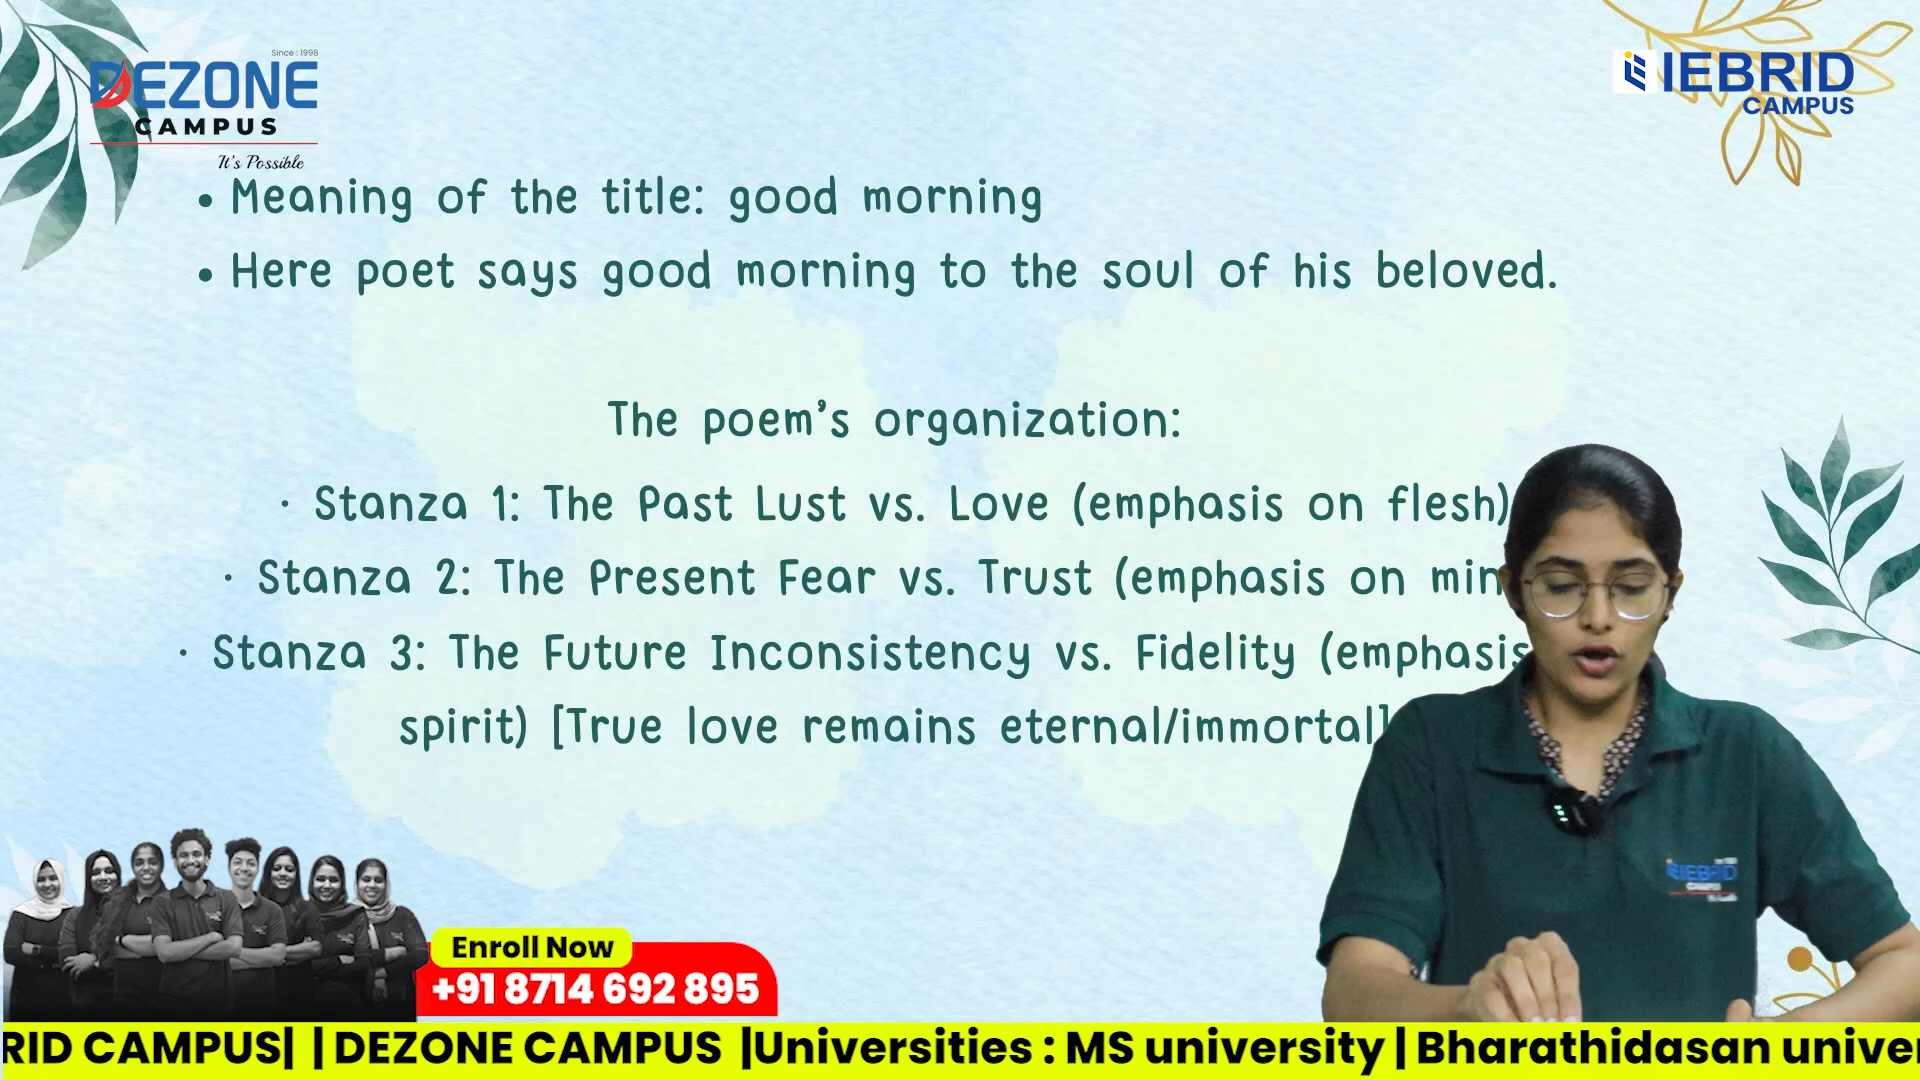 Since : 1998
DEZONE
CAMPUS
It's Possible
IEBRID
CAMPUS
• Meaning of the title: good morning
• Here poet says good morning to the soul of his beloved.
The poem's organization:
· Stanza 1: The Past Lust vs. Love (emphasis on flesh)
· Stanza 2: The Present Fear vs. Trust (emphasis on min
· Stanza 3: The Future Inconsistency vs. Fidelity (emphasis
spirit) [True love remains eternal/immortal]
IEBRID
CAMPUS
Enroll Now
+91 8714 692 895
RID CAMPUS| | DEZONE CAMPUS |Universities : MS university | Bharathidasan univer